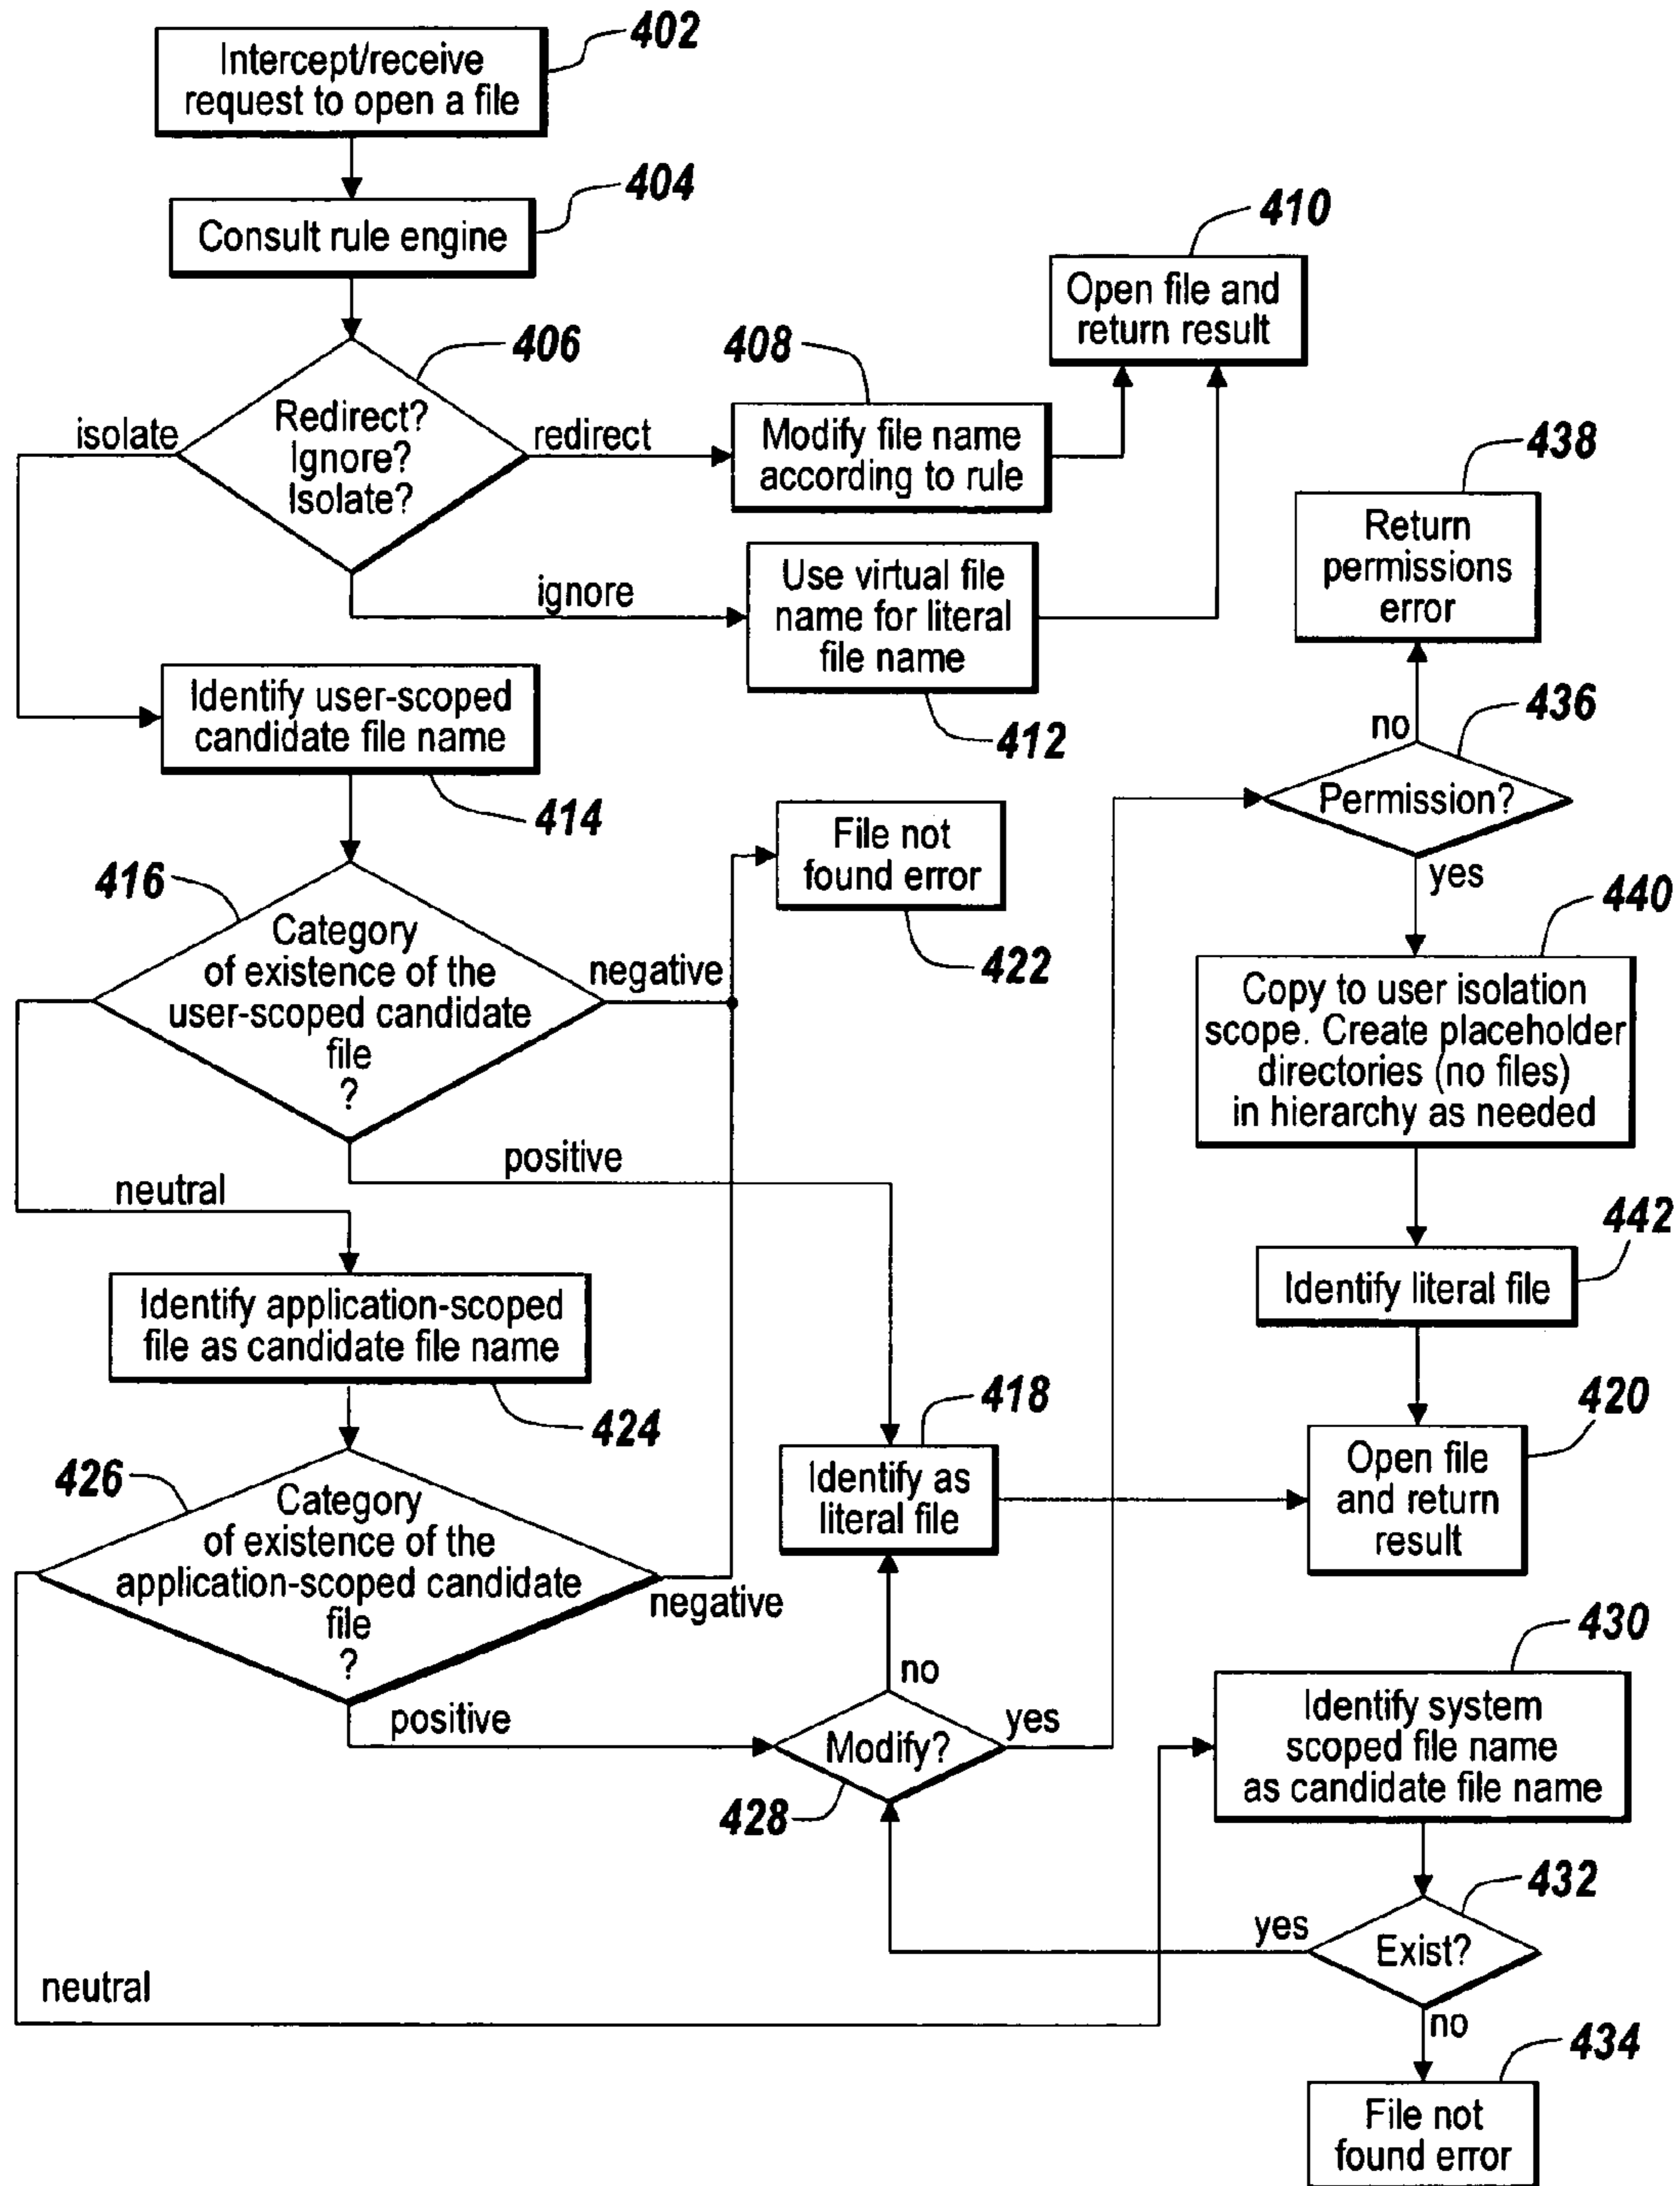 402
Intercept/receive
request to open a file
404
Consult rule engine
410
Open file and
return result
406
Redirect?
Ignore?
Isolate?
isolate
redirect
408
Modify file name
according to rule
438
Return
permissions
error
ignore
Use virtual file
name for literal
file name
412
Identify user-scoped
candidate file name
414
436
no
Permission?
yes
File not
found error
422
416
Category
of existence of the
user-scoped candidate
file
?
negative
positive
neutral
440
Copy to user isolation
scope. Create placeholder
directories (no files)
in hierarchy as needed
442
Identify literal file
Identify application-scoped
file as candidate file name
424
418
Identify as
literal file
420
Open file
and return
result
426
Category
of existence of the
application-scoped candidate
file
?
negative
positive
neutral
no
Modify?
yes
428
430
Identify system
scoped file name
as candidate file name
432
yes
Exist?
no
434
File not
found error